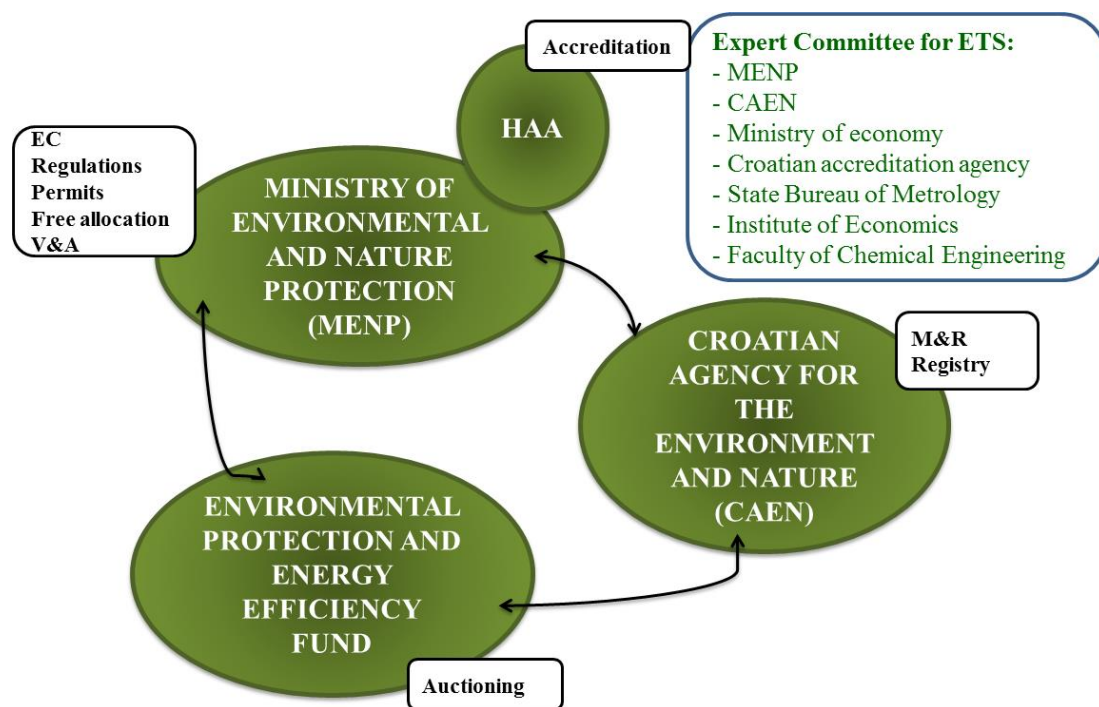 Accreditation
Expert Committee for ETS:
- MENP
- CAEN
- Ministry of economy
- Croatian accreditation agency
- State Bureau of Metrology
- Institute of Economics
- Faculty of Chemical Engineering
HAA
EC
Regulations
Permits
Free allocation
V&A
MINISTRY OF
ENVIRONMENTAL
AND NATURE
PROTECTION
(MENP)
CROATIAN
AGENCY FOR
THE
ENVIRONMENT
AND NATURE
(CAEN)
M&R
Registry
ENVIRONMENTAL
PROTECTION AND
ENERGY
EFFICIENCY
FUND
Auctioning